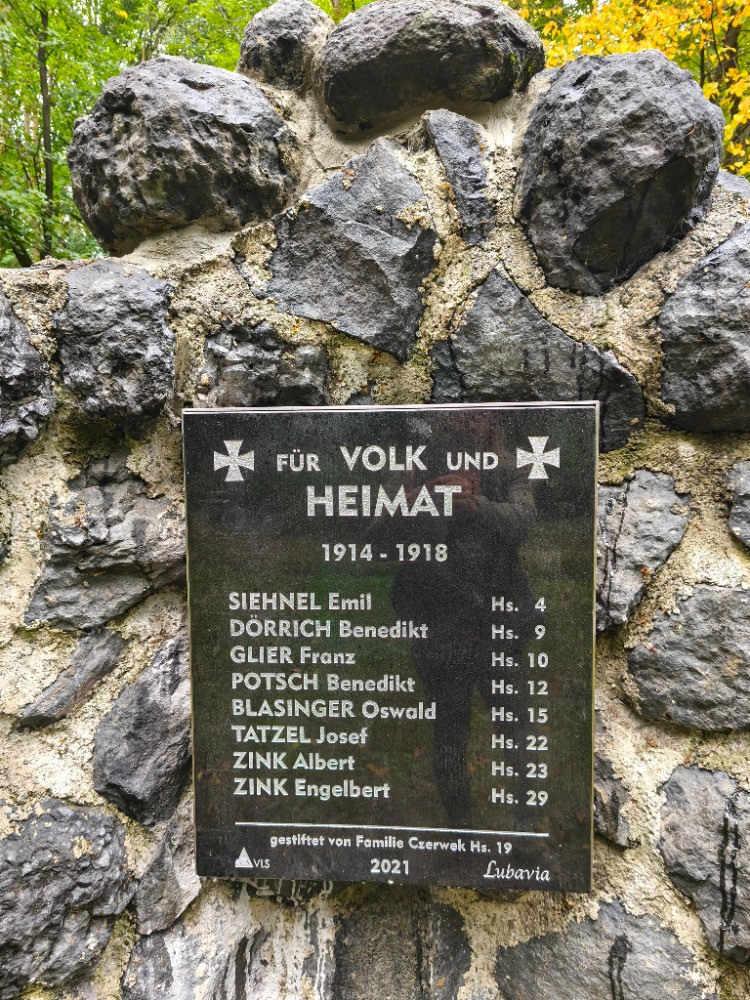 FÜR VOLK UND
HEIMAT
1914 - 1918
SIEHNEL Emil Hs. 4
DÖRRICH Benedikt Hs. 9
GLIER Franz Hs. 10
POTSCH Benedikt Hs. 12
BLASINGER Oswald Hs. 15
TATZEL Josef Hs. 22
ZINK Albert Hs. 23
ZINK Engelbert Hs. 29
gestiftet von Familie Czerwek Hs. 19
VLS 2021 Lubavia